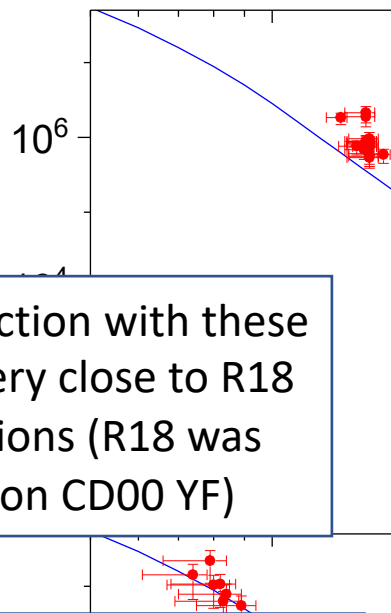 10⁶
ction with these
ery close to R18
ions (R18 was
on CD00 YF)